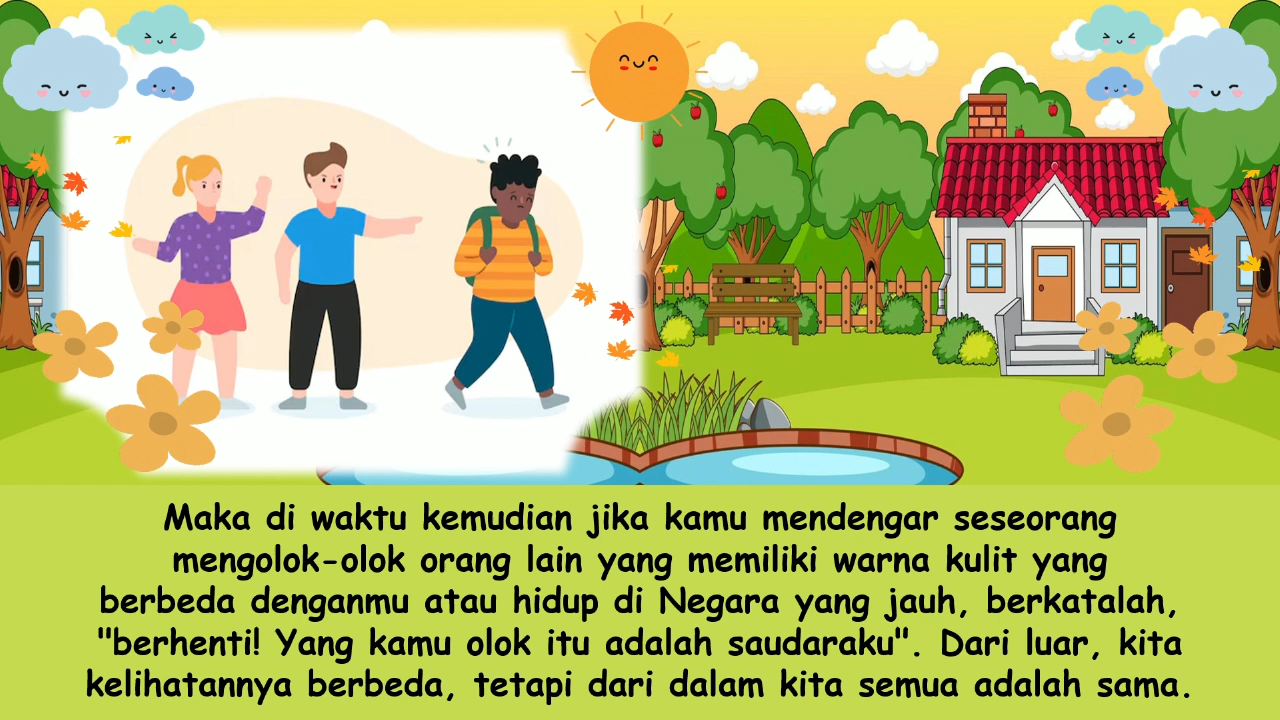 Maka di waktu kemudian jika kamu mendengar seseorang
mengolok-olok orang lain yang memiliki warna kulit yang
berbeda denganmu atau hidup di Negara yang jauh, berkatalah,
"berhenti! Yang kamu olok itu adalah saudaraku". Dari luar, kita
kelihatannya berbeda, tetapi dari dalam kita semua adalah sama.